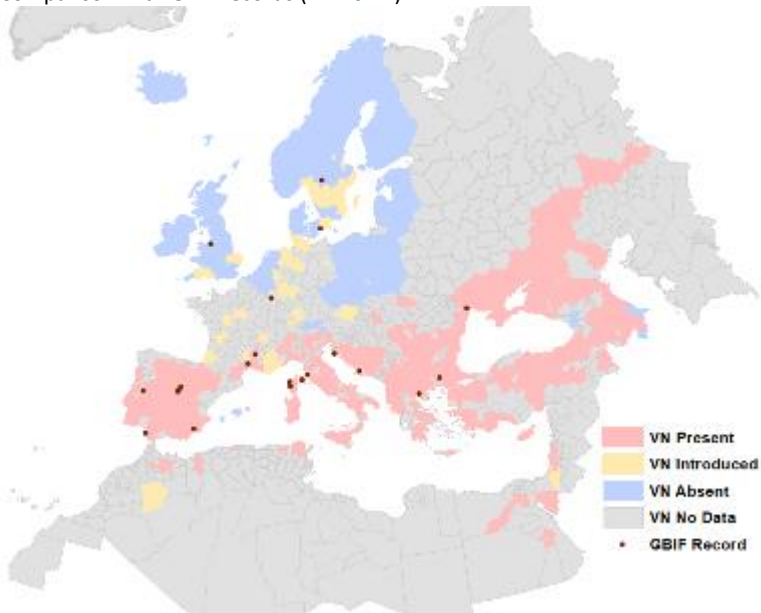 VN Present
VN Introduced
VN Absent
VN No Data
GBIF Record